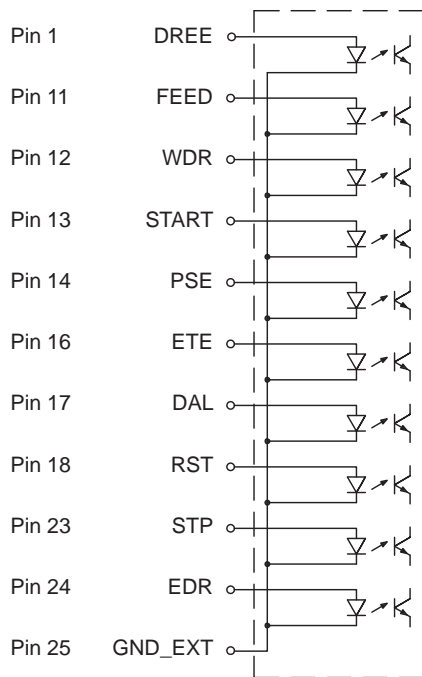 Pin 1 DREE
Pin 11 FEED
Pin 12 WDR
Pin 13 START
Pin 14 PSE
Pin 16 ETE
Pin 17 DAL
Pin 18 RST
Pin 23 STP
Pin 24 EDR
Pin 25 GND_EXT